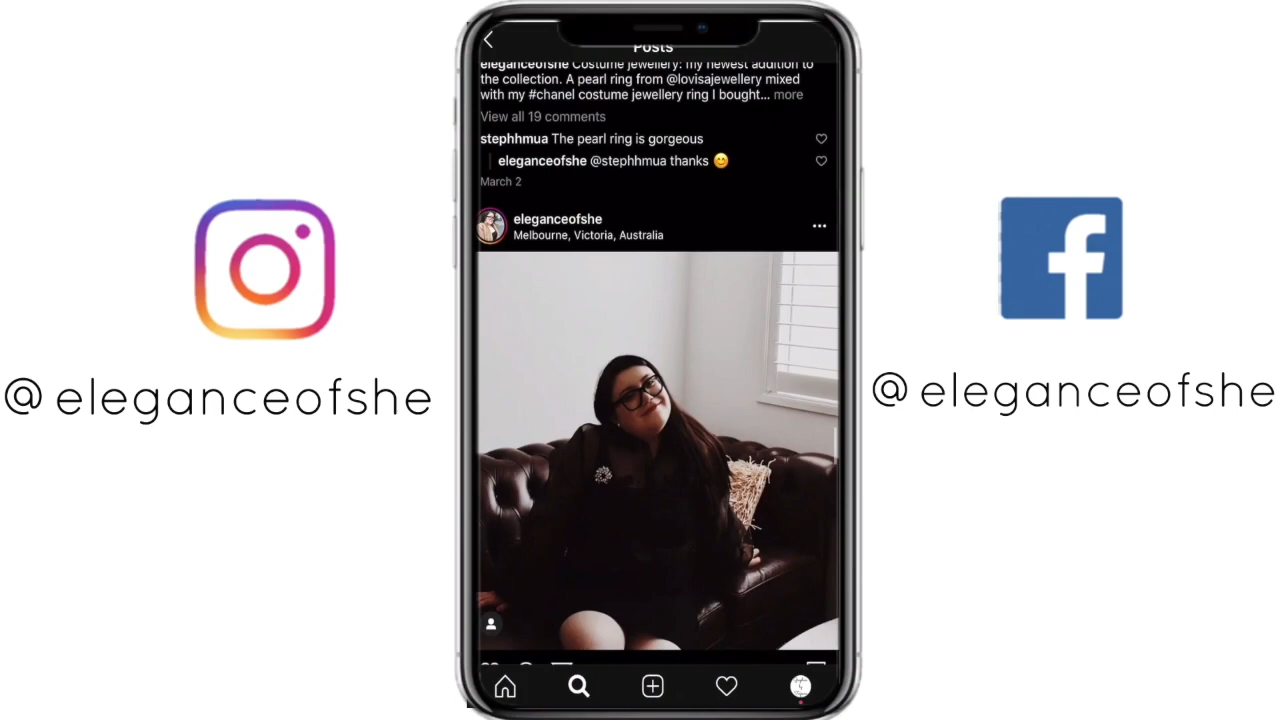 Posts
eleganceofshe Costume jewellery: my newest addition to
the collection. A pearl ring from @lovisajewellery mixed
with my #chanel costume jewellery ring I bought... more
View all 19 comments
stephhmua The pearl ring is gorgeous
eleganceofshe @stephhmua thanks 😊
March 2
eleganceofshe
Melbourne, Victoria, Australia
@eleganceofshe
@eleganceofshe